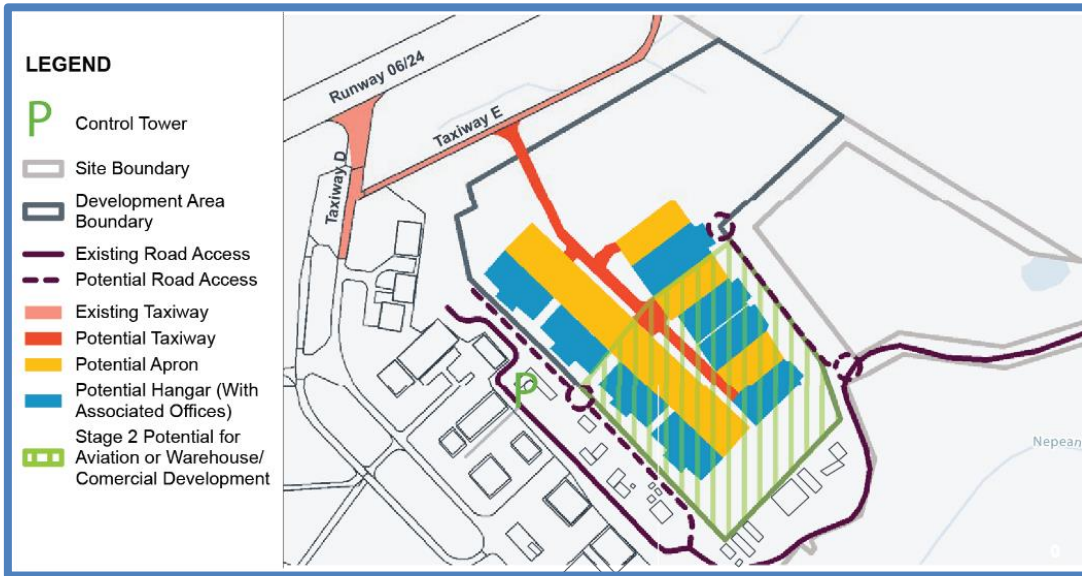 LEGEND
P
Control Tower
Site Boundary
Development Area
Boundary
Existing Road Access
Potential Road Access
Existing Taxiway
Potential Taxiway
Potential Apron
Potential Hangar (With
Associated Offices)
Stage 2 Potential for
Aviation or Warehouse/
Comercial Development
Runway 06/24
Taxiway E
Taxiway D
P
Nepean
0